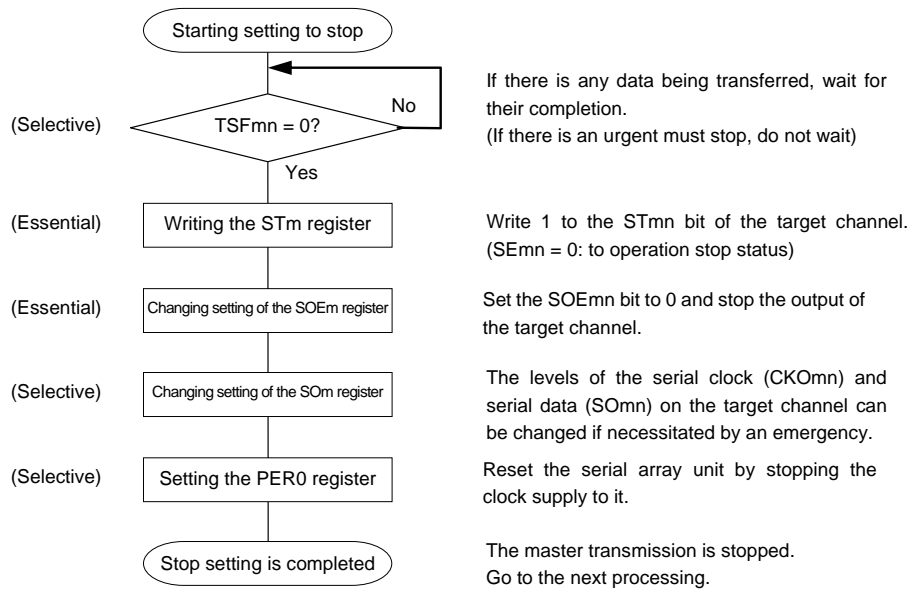 Starting setting to stop
(Selective)
TSFmn = 0?
No
Yes
If there is any data being transferred, wait for
their completion.
(If there is an urgent must stop, do not wait)
(Essential)
Writing the STm register
Write 1 to the STmn bit of the target channel.
(SEmn = 0: to operation stop status)
(Essential)
Changing setting of the SOEm register
Set the SOEmn bit to 0 and stop the output of
the target channel.
(Selective)
Changing setting of the SOm register
The levels of the serial clock (CKOmn) and
serial data (SOmn) on the target channel can
be changed if necessitated by an emergency.
(Selective)
Setting the PER0 register
Reset the serial array unit by stopping the
clock supply to it.
Stop setting is completed
The master transmission is stopped.
Go to the next processing.